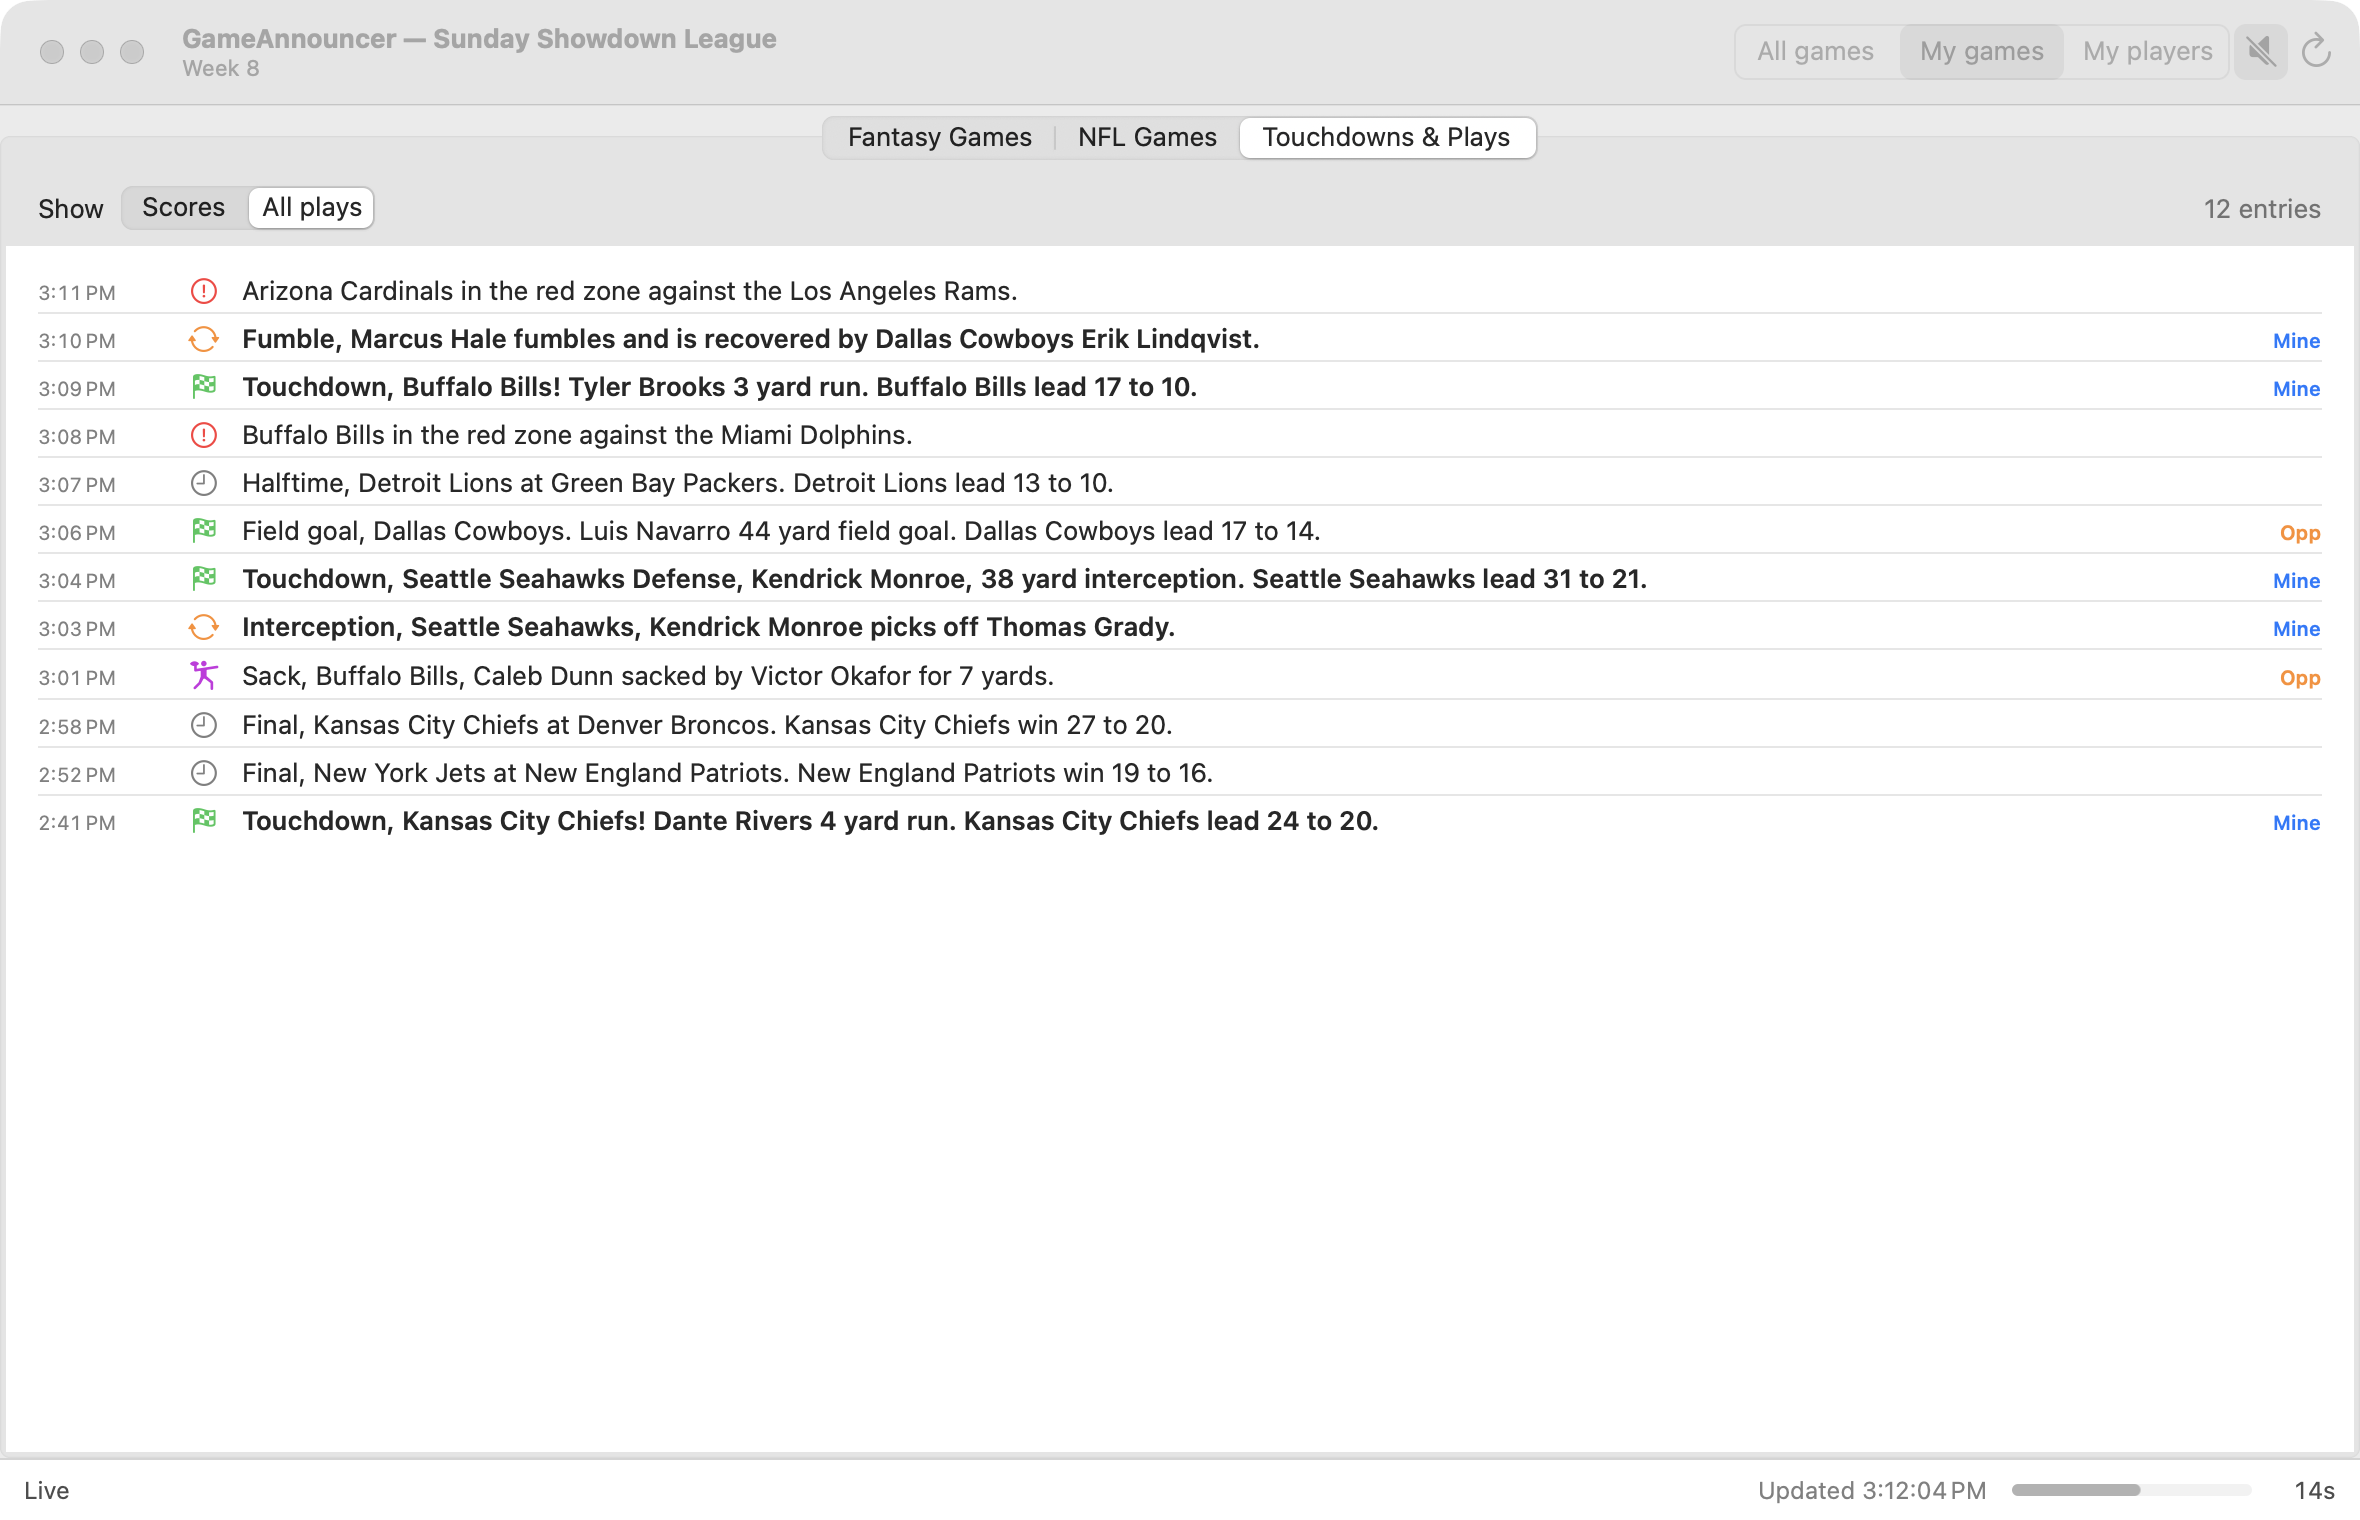 GameAnnouncer — Sunday Showdown League
Week 8
All games My games My players
Fantasy Games NFL Games Touchdowns & Plays
Show Scores All plays 12 entries
3:11 PM Arizona Cardinals in the red zone against the Los Angeles Rams.
3:10 PM Fumble, Marcus Hale fumbles and is recovered by Dallas Cowboys Erik Lindqvist. Mine
3:09 PM Touchdown, Buffalo Bills! Tyler Brooks 3 yard run. Buffalo Bills lead 17 to 10. Mine
3:08 PM Buffalo Bills in the red zone against the Miami Dolphins.
3:07 PM Halftime, Detroit Lions at Green Bay Packers. Detroit Lions lead 13 to 10.
3:06 PM Field goal, Dallas Cowboys. Luis Navarro 44 yard field goal. Dallas Cowboys lead 17 to 14. Opp
3:04 PM Touchdown, Seattle Seahawks Defense, Kendrick Monroe, 38 yard interception. Seattle Seahawks lead 31 to 21. Mine
3:03 PM Interception, Seattle Seahawks, Kendrick Monroe picks off Thomas Grady. Mine
3:01 PM Sack, Buffalo Bills, Caleb Dunn sacked by Victor Okafor for 7 yards. Opp
2:58 PM Final, Kansas City Chiefs at Denver Broncos. Kansas City Chiefs win 27 to 20.
2:52 PM Final, New York Jets at New England Patriots. New England Patriots win 19 to 16.
2:41 PM Touchdown, Kansas City Chiefs! Dante Rivers 4 yard run. Kansas City Chiefs lead 24 to 20. Mine
Live Updated 3:12:04 PM 14s